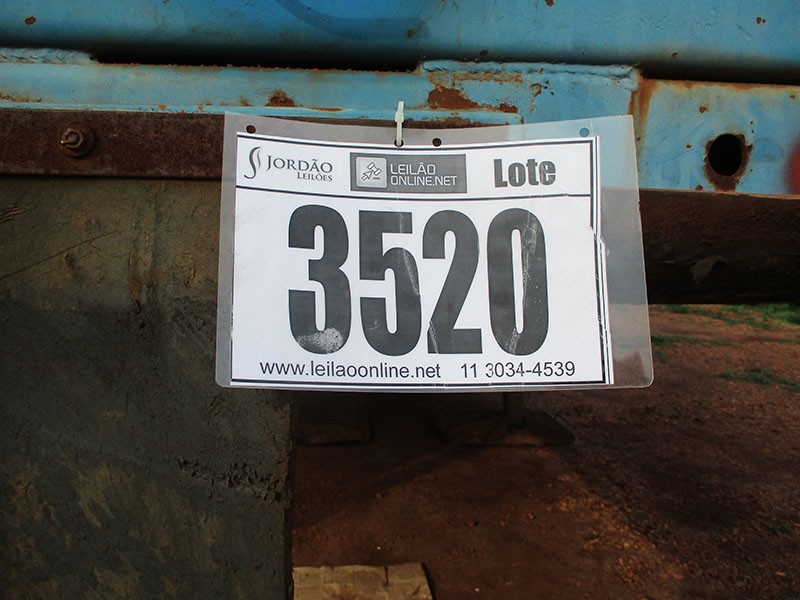 JORDÃO LEILÕES
LEILÃO ONLINE.NET
Lote
3520
www.leilaoonline.net 11 3034-4539